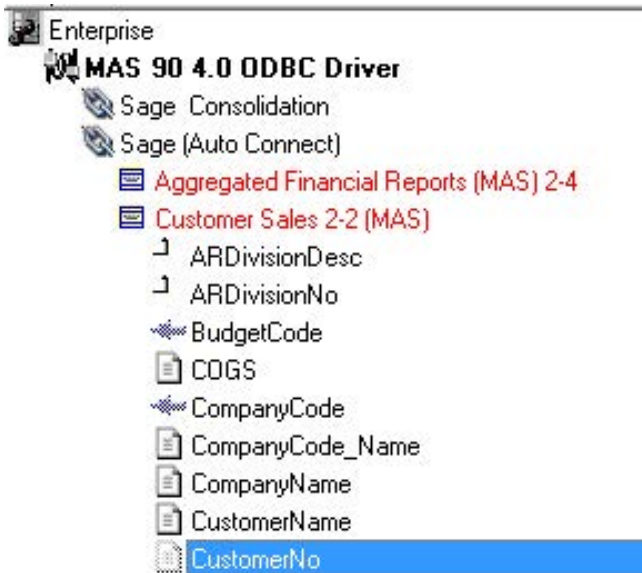 Enterprise
MAS 90 4.0 ODBC Driver
Sage Consolidation
Sage (Auto Connect)
Aggregated Financial Reports (MAS) 2-4
Customer Sales 2-2 (MAS)
ARDivisionDesc
ARDivisionNo
BudgetCode
COGS
CompanyCode
CompanyCode_Name
CompanyName
CustomerName
CustomerNo